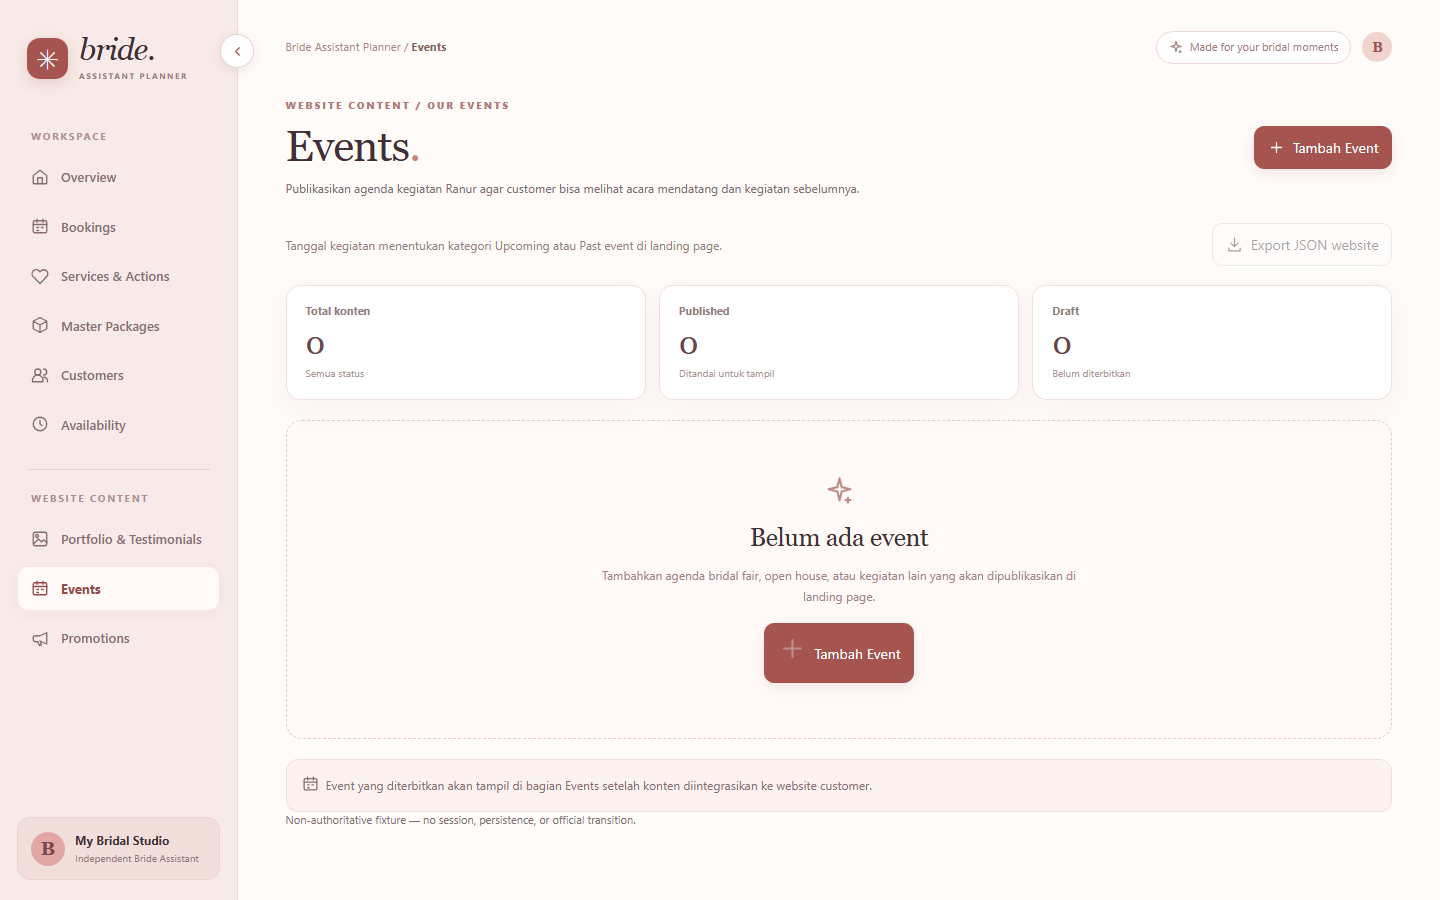 bride.
ASSISTANT PLANNER
WORKSPACE
Overview
Bookings
Services & Actions
Master Packages
Customers
Availability
WEBSITE CONTENT
Portfolio & Testimonials
Events
Promotions
B
My Bridal Studio
Independent Bride Assistant
Bride Assistant Planner / Events
Made for your bridal moments
B
WEBSITE CONTENT / OUR EVENTS
Events.
Tambah Event
Publikasikan agenda kegiatan Ranur agar customer bisa melihat acara mendatang dan kegiatan sebelumnya.
Tanggal kegiatan menentukan kategori Upcoming atau Past event di landing page.
Export JSON website
Total konten
0
Semua status
Published
0
Ditandai untuk tampil
Draft
0
Belum diterbitkan
Belum ada event
Tambahkan agenda bridal fair, open house, atau kegiatan lain yang akan dipublikasikan di
landing page.
Tambah Event
Event yang diterbitkan akan tampil di bagian Events setelah konten diintegrasikan ke website customer.
Non-authoritative fixture — no session, persistence, or official transition.